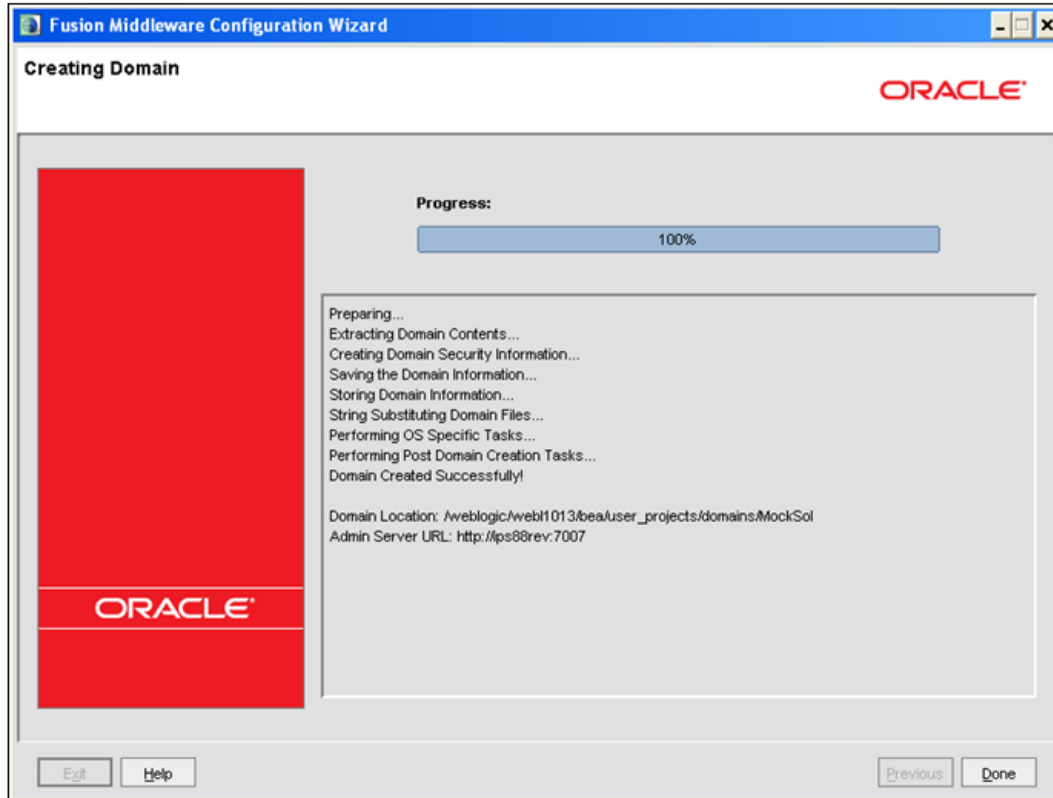 Fusion Middleware Configuration Wizard
Creating Domain
ORACLE
Progress:
100%
Preparing...
Extracting Domain Contents...
Creating Domain Security Information...
Saving the Domain Information...
Storing Domain Information...
String Substituting Domain Files...
Performing OS Specific Tasks...
Performing Post Domain Creation Tasks...
Domain Created Successfully!
Domain Location: /weblogic/webl1013/bea/user_projects/domains/MockSol
Admin Server URL: http://ips88rev:7007
ORACLE
Exit Help Previous Done